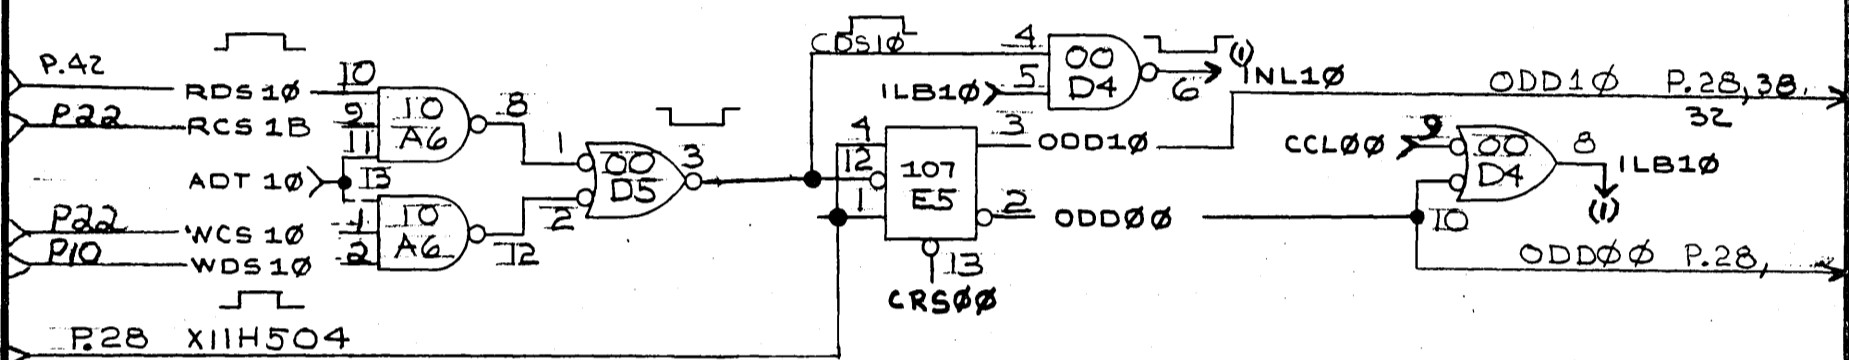 P.42
RDS 1Ø
10
P22
RCS 1B
9
11
10
A6
8
ADT 1Ø
13
P22
WCS 1Ø
1
P10
WDS 1Ø
2
10
A6
12
P.28 X11H504
1
2
00
D5
3
CDS1Ø
4
ILB1Ø
5
00
D4
6
(1)
INL1Ø
4
12
1
107
E5
3
ODD1Ø
2
ODDØØ
13
CRSØØ
ODD1Ø P.28,38.
32
CCLØØ
9
00
D4
8
ILB1Ø
(1)
10
ODDØØ P.28,